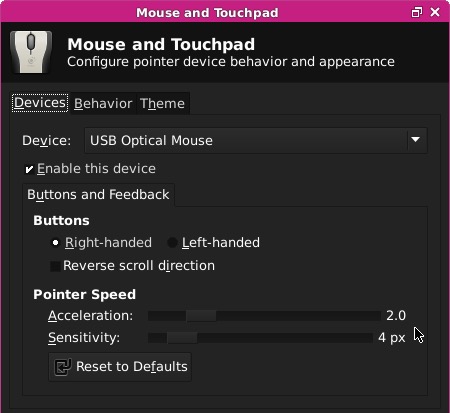 Mouse and Touchpad
Mouse and Touchpad
Configure pointer device behavior and appearance
Devices Behavior Theme
Device: USB Optical Mouse
Enable this device
Buttons and Feedback
Buttons
Right-handed Left-handed
Reverse scroll direction
Pointer Speed
Acceleration: 2.0
Sensitivity: 4 px
Reset to Defaults